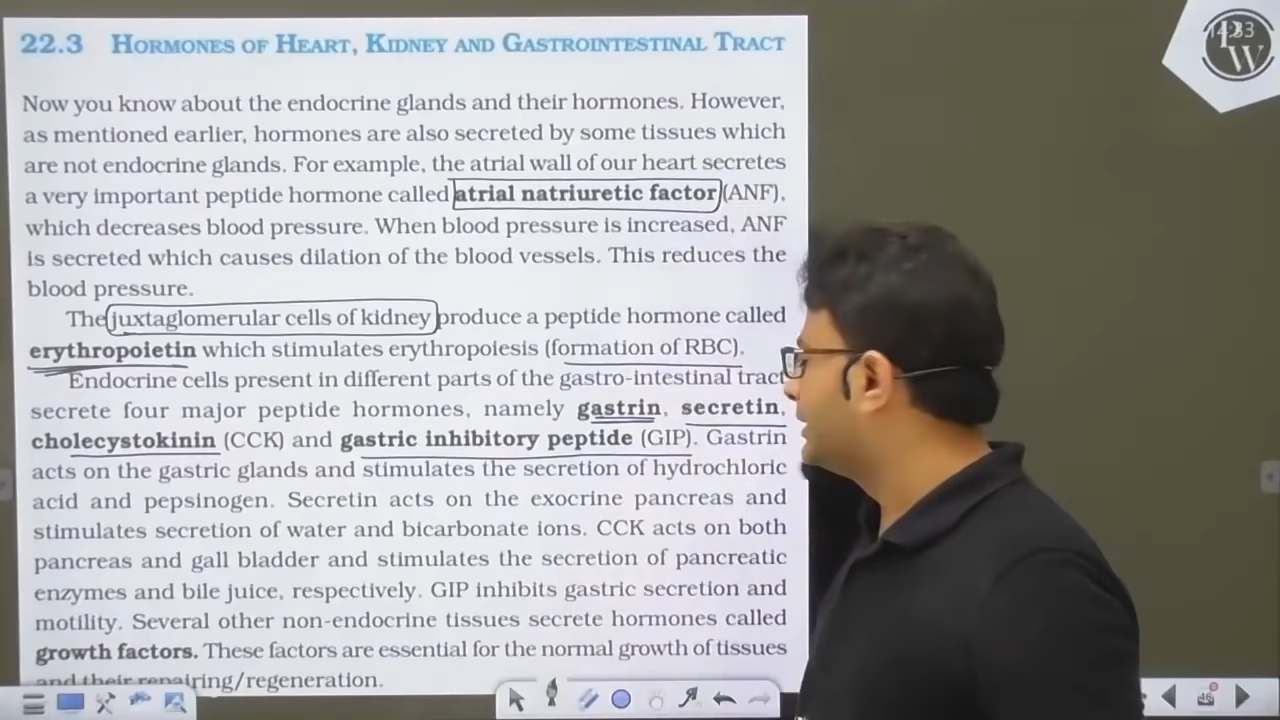 22.3 HORMONES OF HEART, KIDNEY AND GASTROINTESTINAL TRACT
Now you know about the endocrine glands and their hormones. However,
as mentioned earlier, hormones are also secreted by some tissues which
are not endocrine glands. For example, the atrial wall of our heart secretes
a very important peptide hormone called atrial natriuretic factor (ANF),
which decreases blood pressure. When blood pressure is increased, ANF
is secreted which causes dilation of the blood vessels. This reduces the
blood pressure.
The juxtaglomerular cells of kidney produce a peptide hormone called
erythropoietin which stimulates erythropoiesis (formation of RBC).
Endocrine cells present in different parts of the gastro-intestinal tract
secrete four major peptide hormones, namely gastrin, secretin,
cholecystokinin (CCK) and gastric inhibitory peptide (GIP). Gastrin
acts on the gastric glands and stimulates the secretion of hydrochloric
acid and pepsinogen. Secretin acts on the exocrine pancreas and
stimulates secretion of water and bicarbonate ions. CCK acts on both
pancreas and gall bladder and stimulates the secretion of pancreatic
enzymes and bile juice, respectively. GIP inhibits gastric secretion and
motility. Several other non-endocrine tissues secrete hormones called
growth factors. These factors are essential for the normal growth of tissues
and their repairing/regeneration.
PW
46